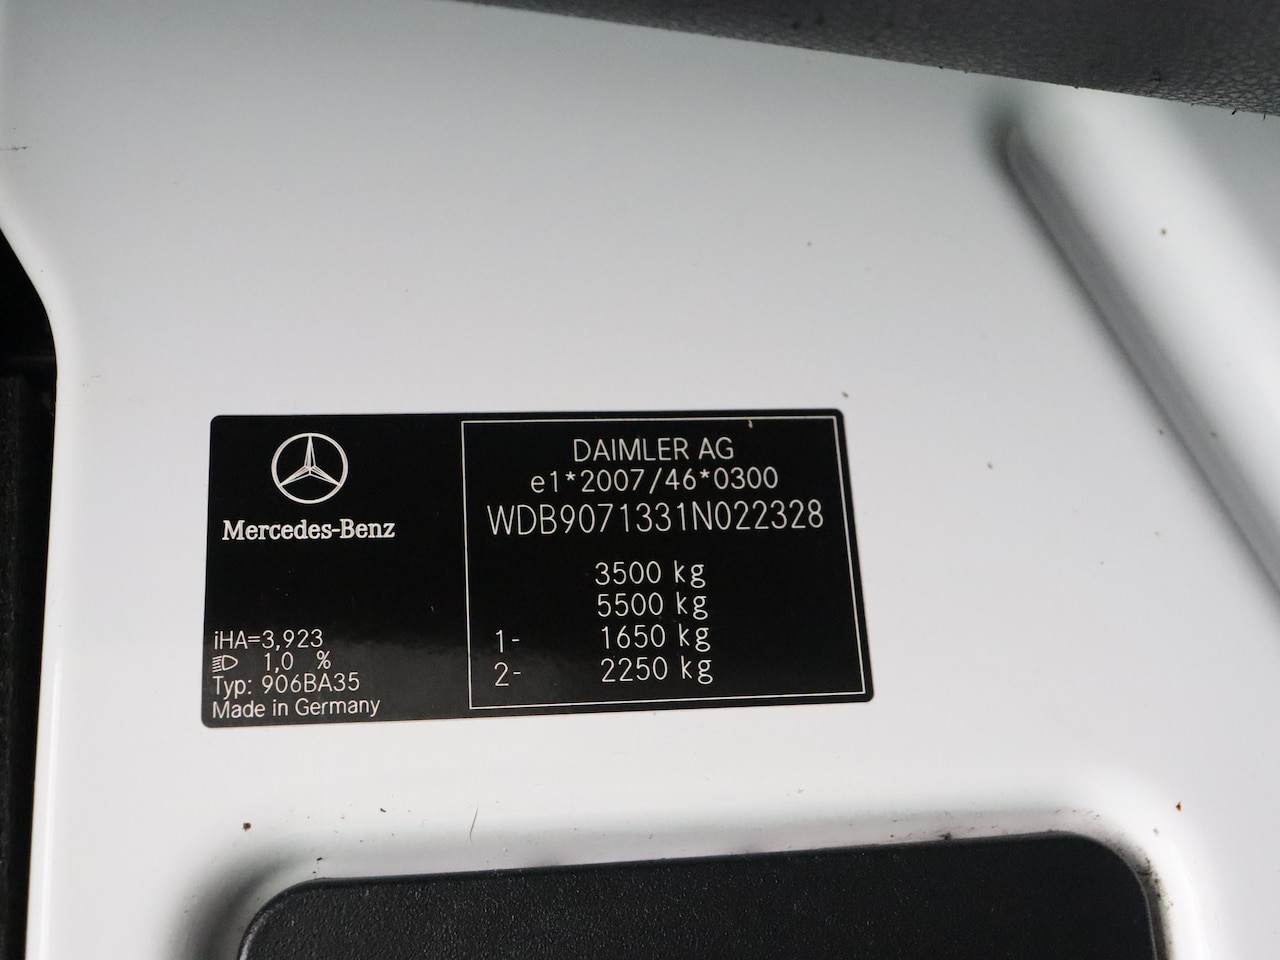 Mercedes-Benz
iHA=3,923
1,0 %
Typ: 906BA35
Made in Germany
DAIMLER AG
e1*2007/46*0300
WDB9071331N022328
3500 kg
5500 kg
1- 1650 kg
2- 2250 kg